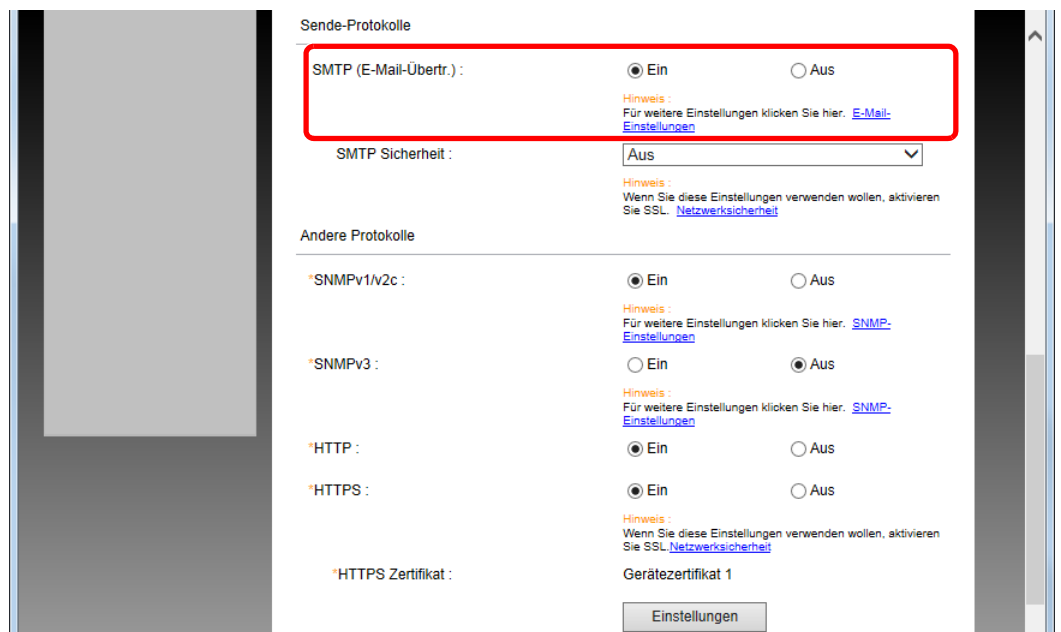 Sende-Protokolle
SMTP (E-Mail-Übertr.) :
Ein
Aus
Hinweis :
Für weitere Einstellungen klicken Sie hier. E-Mail-
Einstellungen
SMTP Sicherheit :
Aus
Hinweis :
Wenn Sie diese Einstellungen verwenden wollen, aktivieren
Sie SSL. Netzwerksicherheit
Andere Protokolle
*SNMPv1/v2c :
Ein
Aus
Hinweis :
Für weitere Einstellungen klicken Sie hier. SNMP-
Einstellungen
*SNMPv3 :
Ein
Aus
Hinweis :
Für weitere Einstellungen klicken Sie hier. SNMP-
Einstellungen
*HTTP :
Ein
Aus
*HTTPS :
Ein
Aus
Hinweis :
Wenn Sie diese Einstellungen verwenden wollen, aktivieren
Sie SSL.Netzwerksicherheit
*HTTPS Zertifikat :
Gerätezertifikat 1
Einstellungen